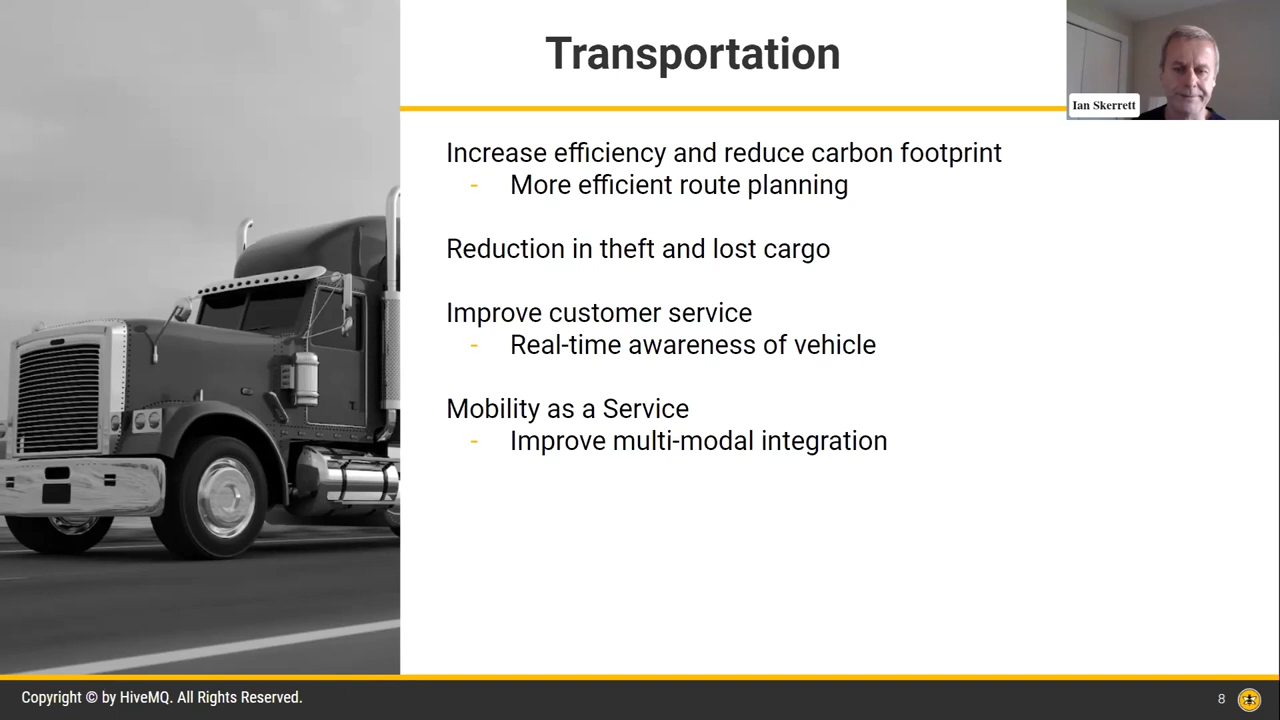 Transportation
Ian Skerrett
Increase efficiency and reduce carbon footprint
- More efficient route planning
Reduction in theft and lost cargo
Improve customer service
- Real-time awareness of vehicle
Mobility as a Service
- Improve multi-modal integration
Copyright © by HiveMQ. All Rights Reserved.
8